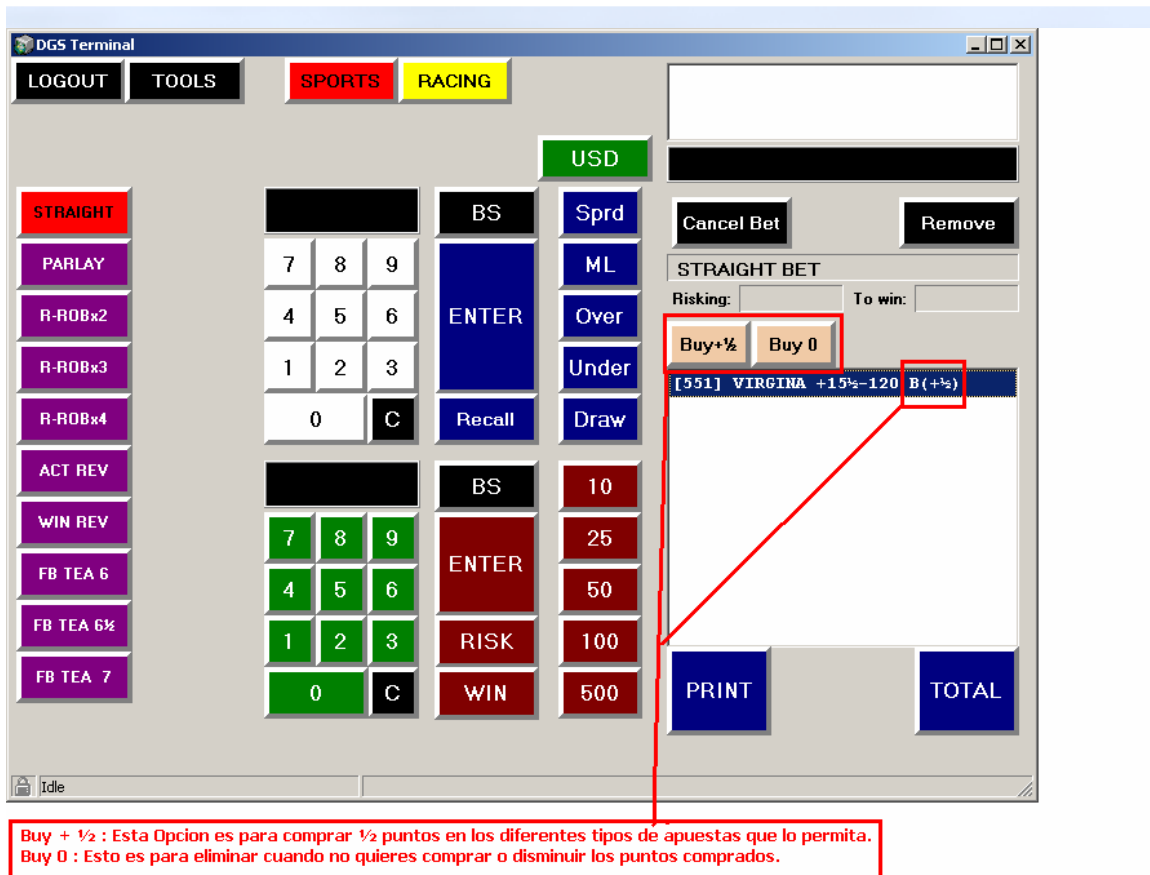 DGS Terminal
LOGOUT TOOLS SPORTS RACING
USD
STRAIGHT
PARLAY
R-ROBx2
R-ROBx3
R-ROBx4
ACT REV
WIN REV
FB TEA 6
FB TEA 6½
FB TEA 7
BS
7 8 9
4 5 6
1 2 3
0 C
ENTER
Recall
Sprd
ML
Over
Under
Draw
BS
7 8 9
4 5 6
1 2 3
0 C
ENTER
RISK
WIN
10
25
50
100
500
Cancel Bet Remove
STRAIGHT BET
Risking: To win:
Buy+½ Buy 0
[551] VIRGINA +15½-120 B(+½)
PRINT TOTAL
Idle
Buy + ½ : Esta Opcion es para comprar ½ puntos en los diferentes tipos de apuestas que lo permita.
Buy 0 : Esto es para eliminar cuando no quieres comprar o disminuir los puntos comprados.